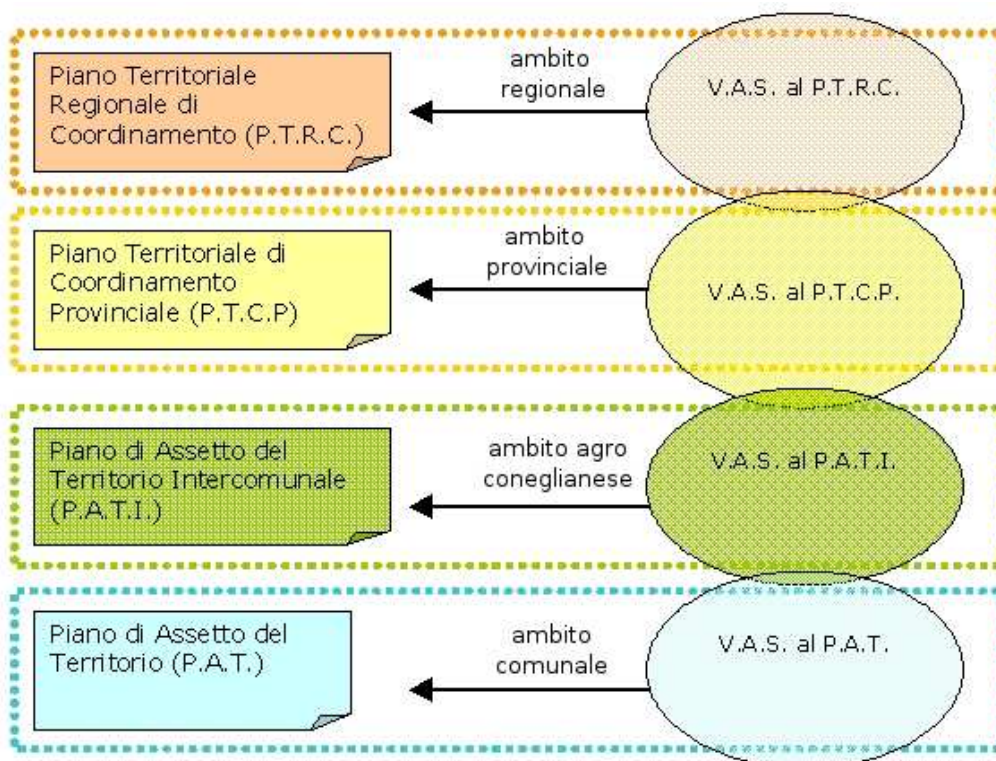 Piano Territoriale
Regionale di
Coordinamento (P.T.R.C.)
ambito
regionale
V.A.S. al P.T.R.C.
Piano Territoriale di
Coordinamento
Provinciale (P.T.C.P)
ambito
provinciale
V.A.S. al P.T.C.P.
Piano di Assetto del
Territorio Intercomunale
(P.A.T.I.)
ambito agro
coneglianese
V.A.S. al P.A.T.I.
Piano di Assetto del
Territorio (P.A.T.)
ambito
comunale
V.A.S. al P.A.T.